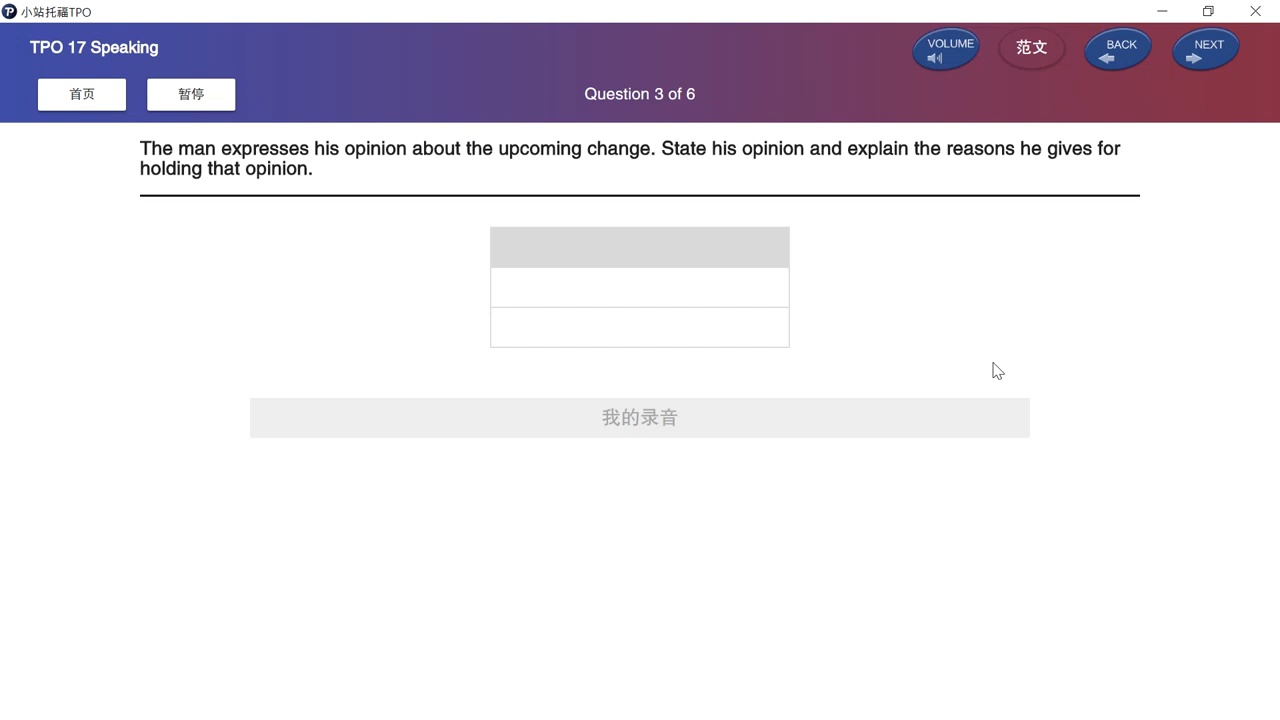 小站托福TPO
TPO 17 Speaking
VOLUME
范文
BACK
NEXT
首页
暂停
Question 3 of 6
The man expresses his opinion about the upcoming change. State his opinion and explain the reasons he gives for
holding that opinion.
我的录音